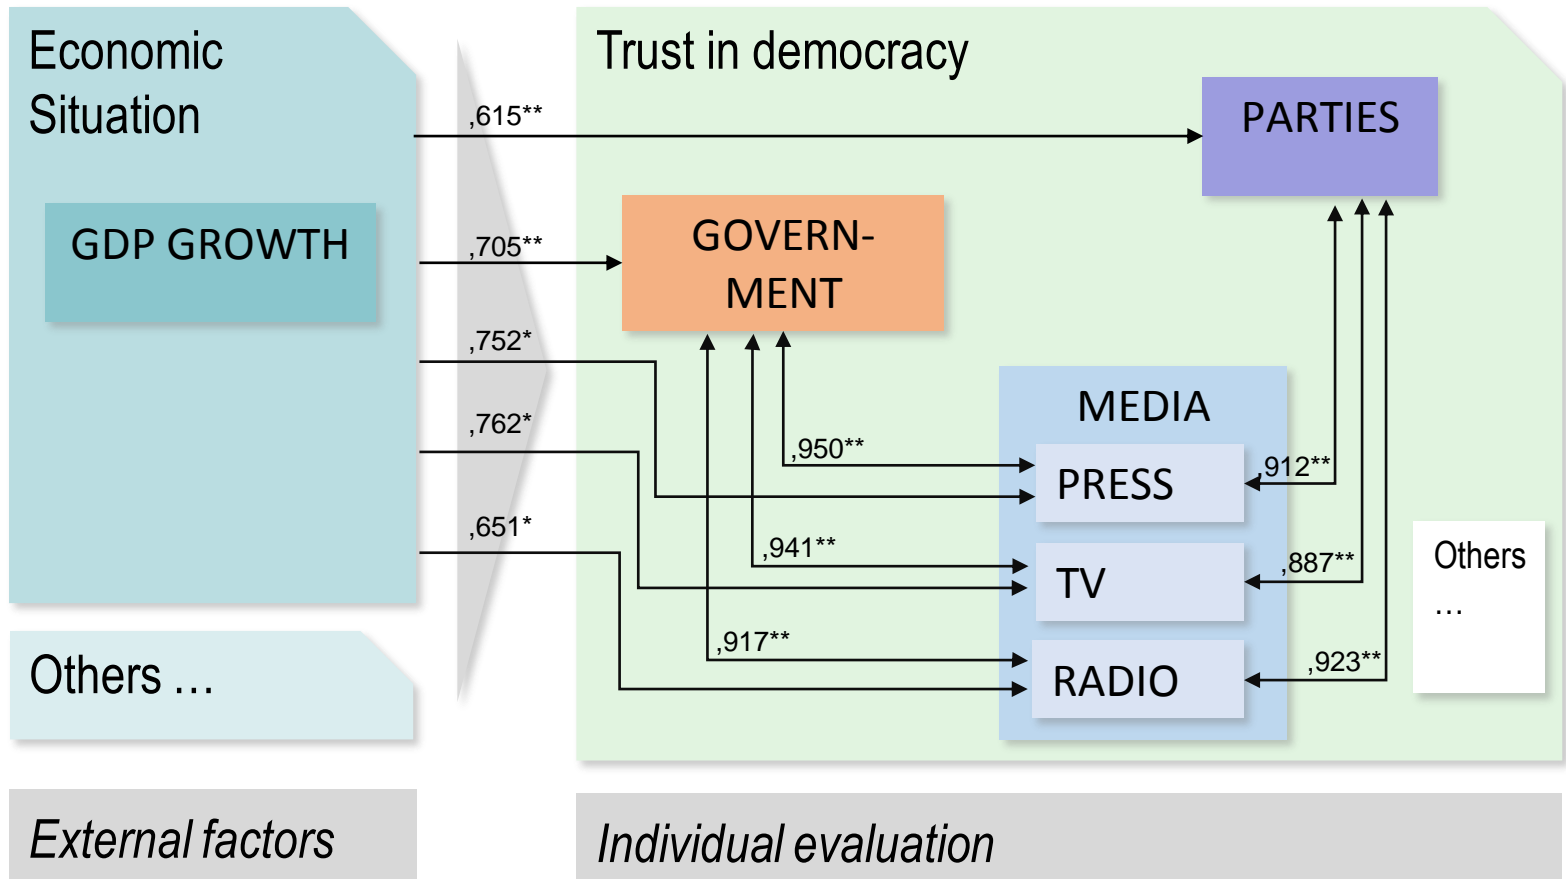 Economic
Situation
GDP GROWTH
Others ...
External factors
,615**
,705**
,752*
,762*
,651*
Trust in democracy
PARTIES
GOVERN-
MENT
MEDIA
PRESS
TV
RADIO
,950**
,941**
,917**
,912**
,887**
,923**
Others
...
Individual evaluation